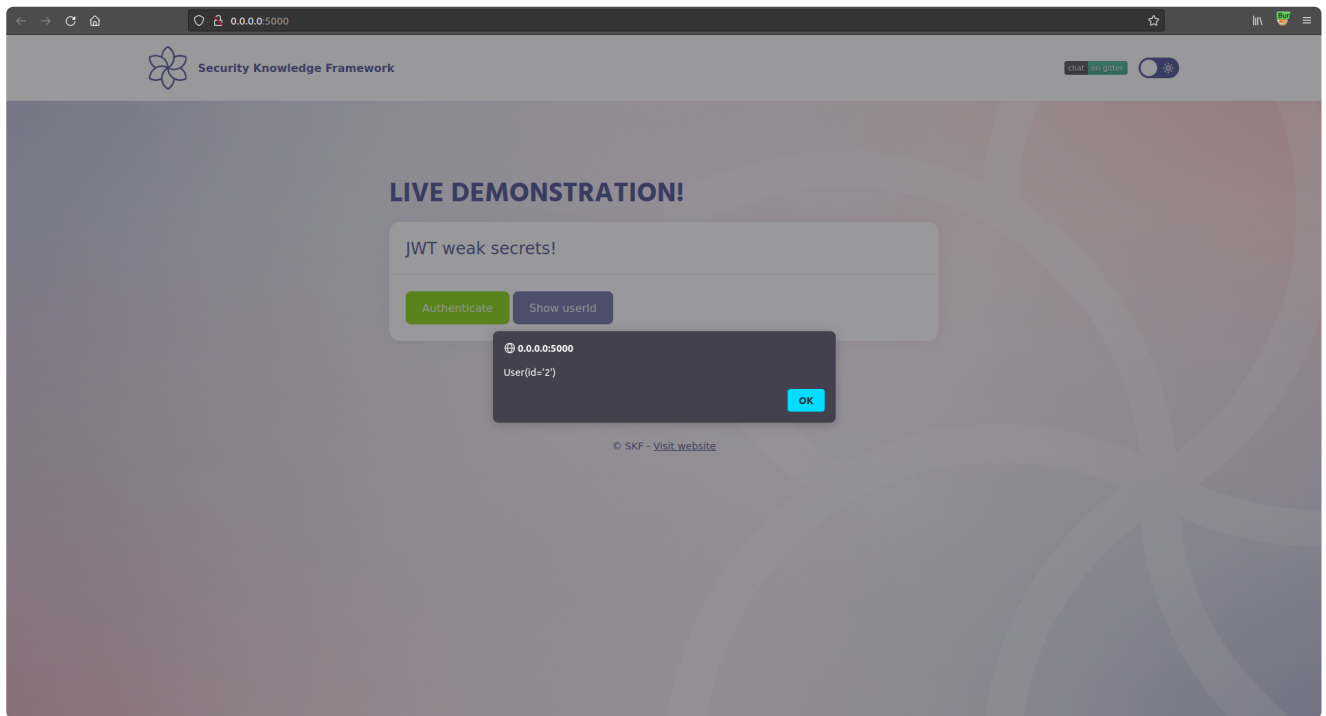 0.0.0.0:5000
Bur
Security Knowledge Framework
chat on gitter
LIVE DEMONSTRATION!
JWT weak secrets!
Authenticate Show userId
0.0.0.0:5000
User(id='2')
OK
© SKF - Visit website